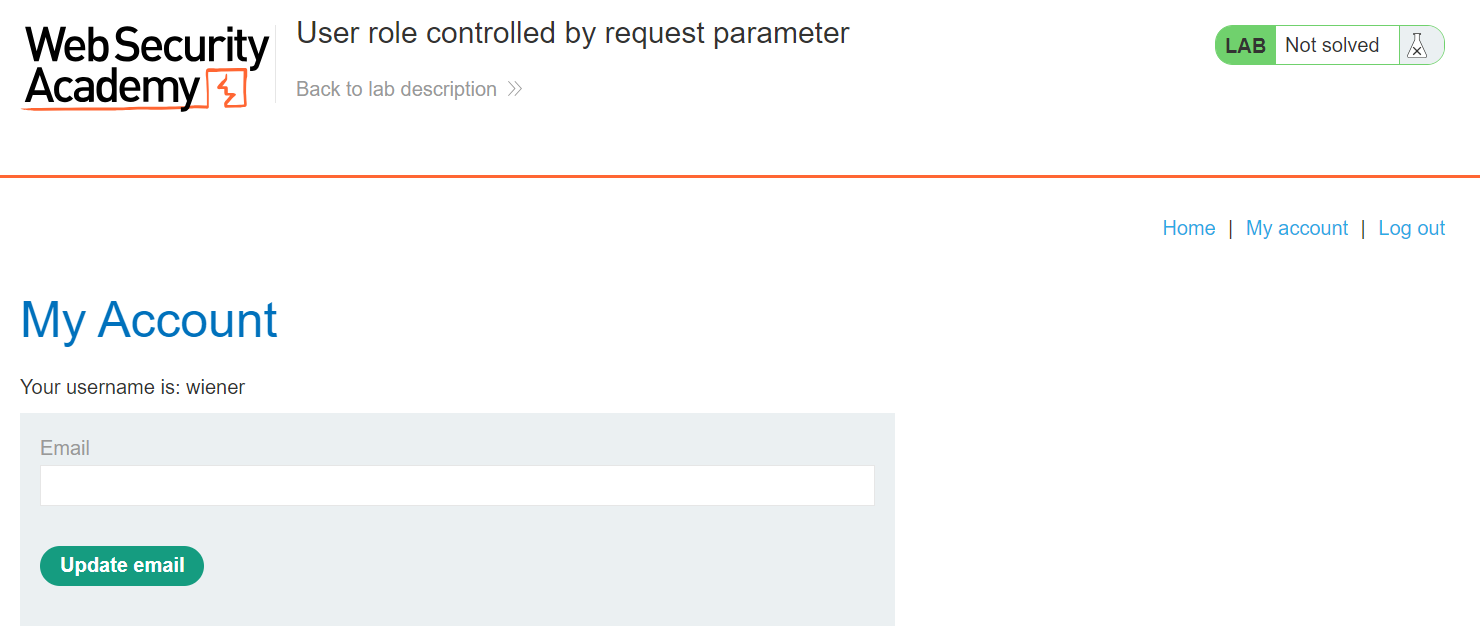 Web Security
Academy
User role controlled by request parameter
Back to lab description
LAB Not solved
Home | My account | Log out
My Account
Your username is: wiener
Email
Update email